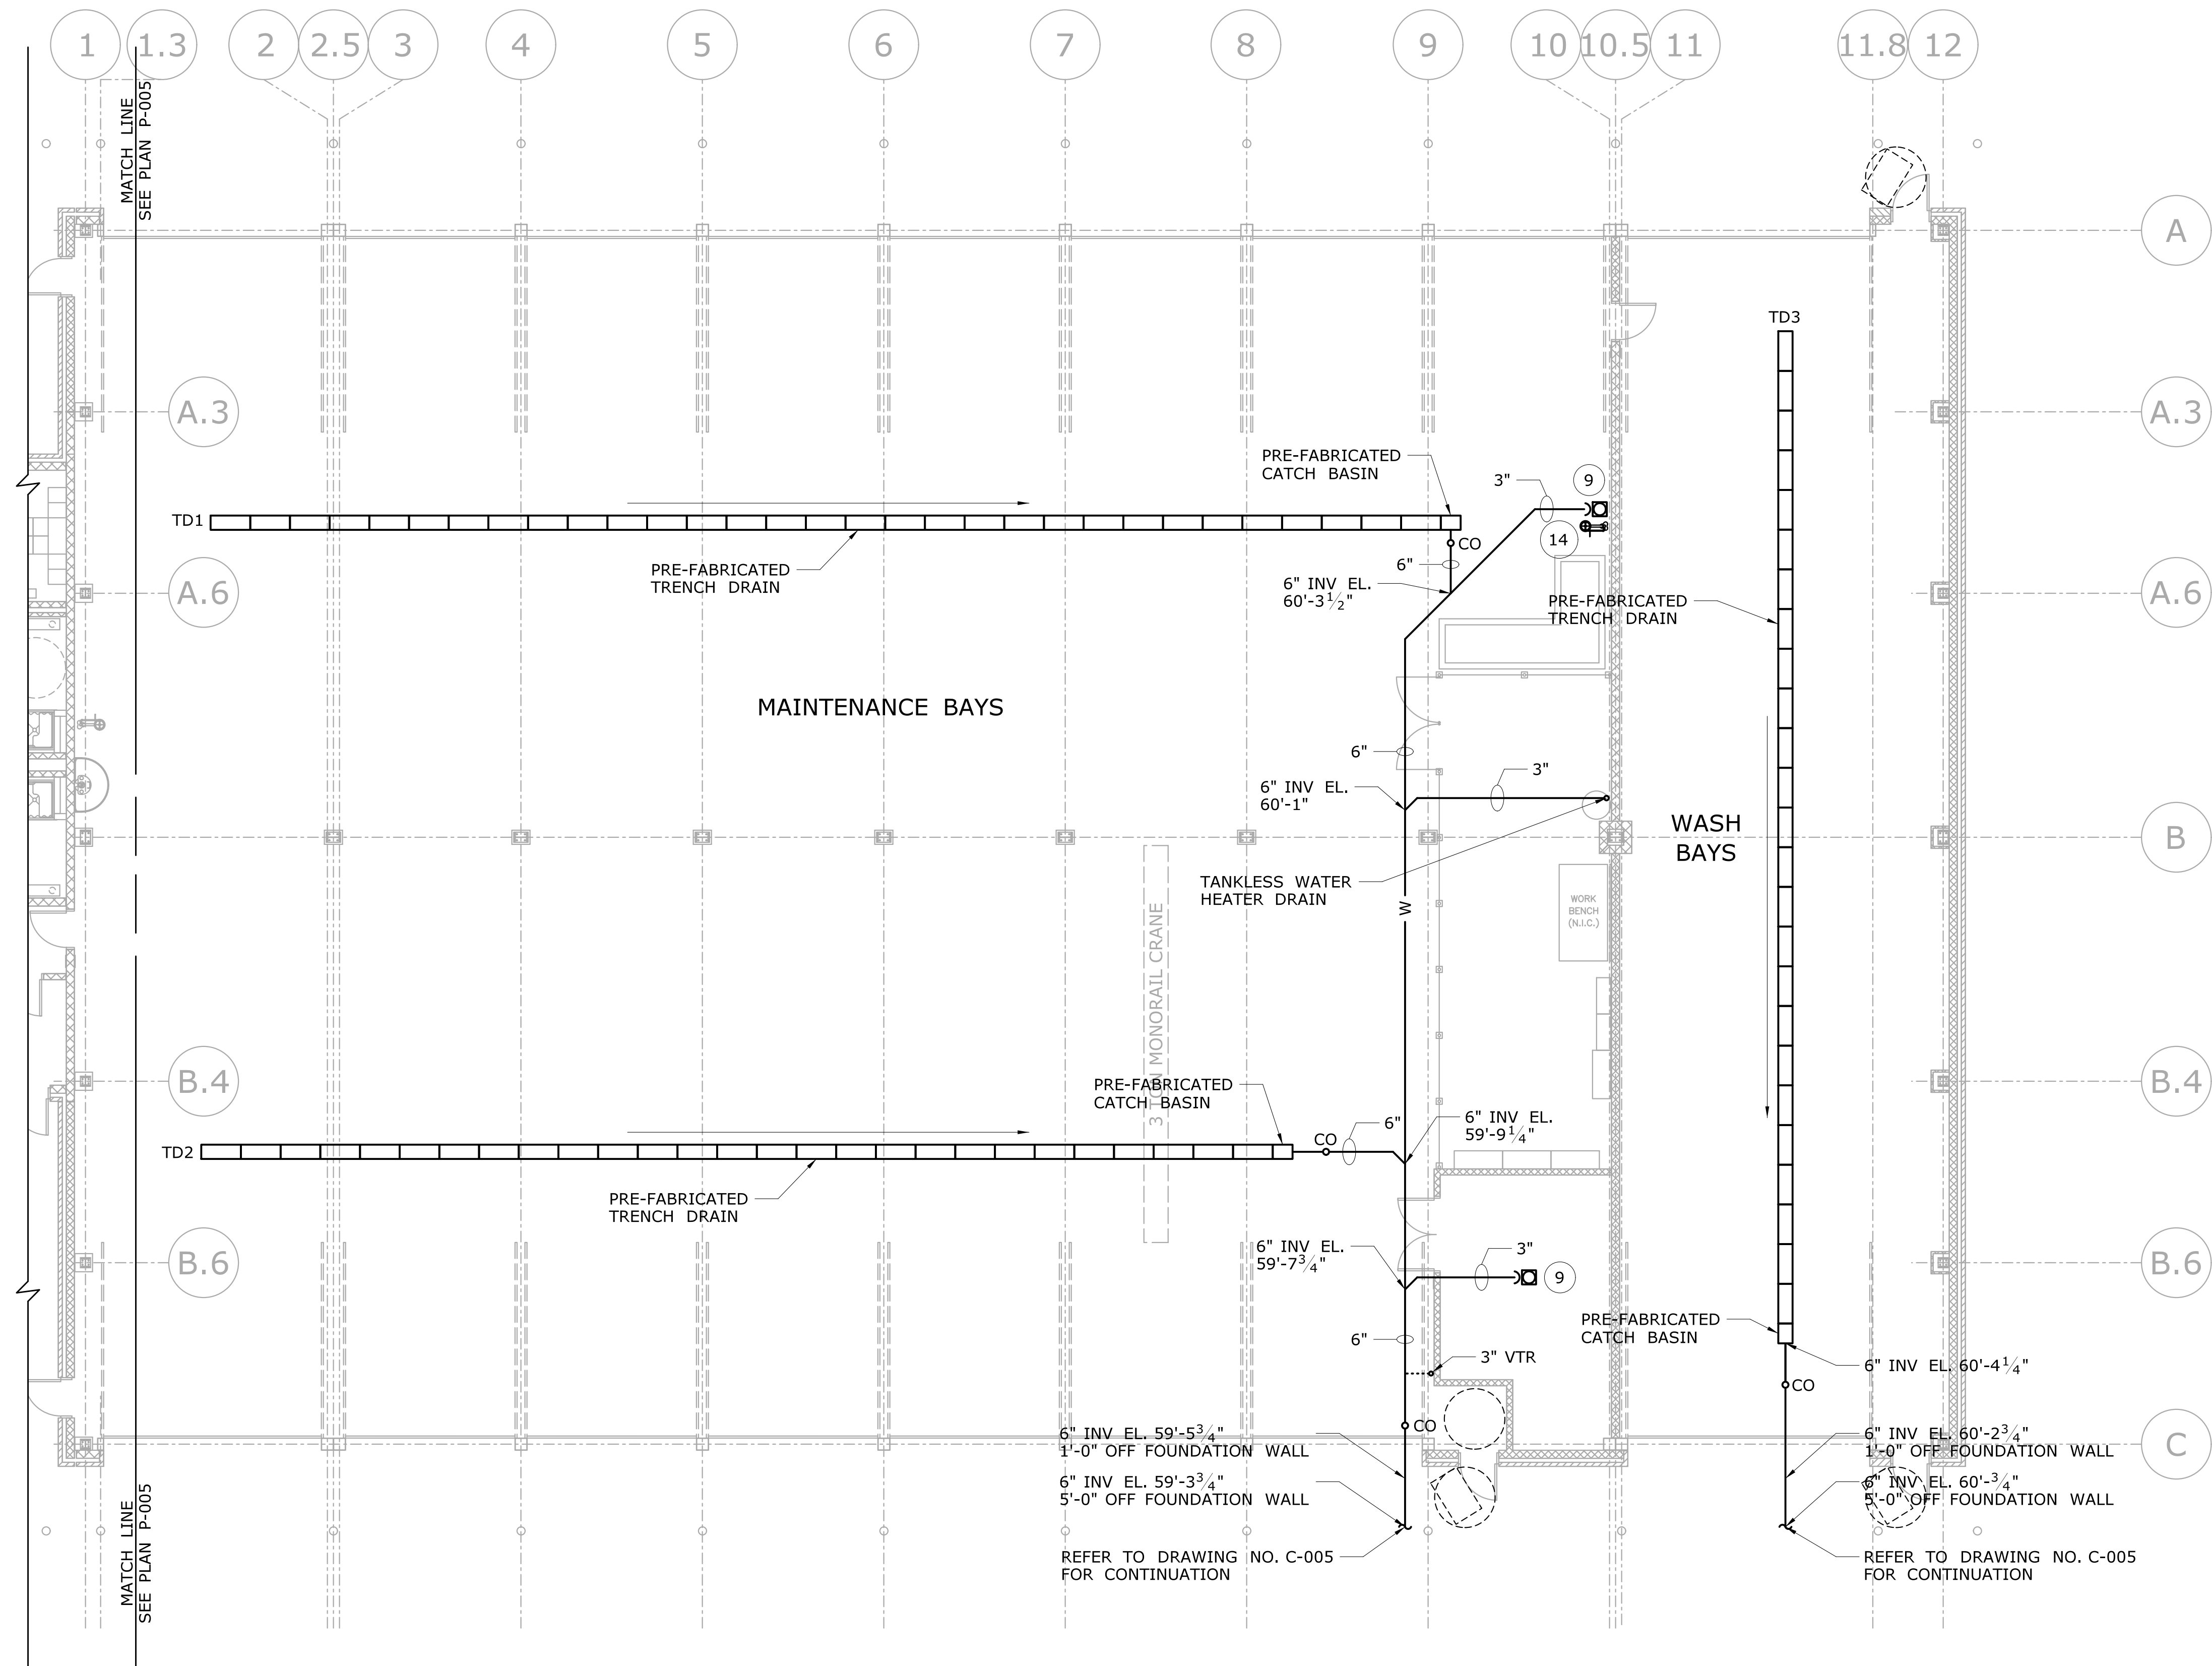 1
1.3
2
2.5
3
4
5
6
7
8
9
10
10.5
11
11.8
12
MATCH LINE
SEE PLAN P-005
A
TD3
A.3
A.3
PRE-FABRICATED
CATCH BASIN
3"
9
TD1
CO
14
PRE-FABRICATED
TRENCH DRAIN
6"
6" INV EL.
60'-3 1/2"
A.6
PRE-FABRICATED
TRENCH DRAIN
A.6
MAINTENANCE BAYS
6"
3"
6" INV EL.
60'-1"
WASH
BAYS
B
TANKLESS WATER
HEATER DRAIN
W
WORK
BENCH
(N.I.C.)
3 TON MONORAIL CRANE
B.4
PRE-FABRICATED
CATCH BASIN
B.4
6"
6" INV EL.
59'-9 1/4"
CO
TD2
PRE-FABRICATED
TRENCH DRAIN
B.6
6" INV EL.
59'-7 3/4"
3"
9
B.6
PRE-FABRICATED
CATCH BASIN
6"
3" VTR
6" INV EL. 60'-4 1/4"
CO
CO
6" INV EL. 59'-5 3/4"
1'-0" OFF FOUNDATION WALL
6" INV EL. 60'-2 3/4"
1'-0" OFF FOUNDATION WALL
C
6" INV EL. 59'-3 3/4"
5'-0" OFF FOUNDATION WALL
6" INV EL. 60'-3/4"
5'-0" OFF FOUNDATION WALL
MATCH LINE
SEE PLAN P-005
REFER TO DRAWING NO. C-005
FOR CONTINUATION
REFER TO DRAWING NO. C-005
FOR CONTINUATION